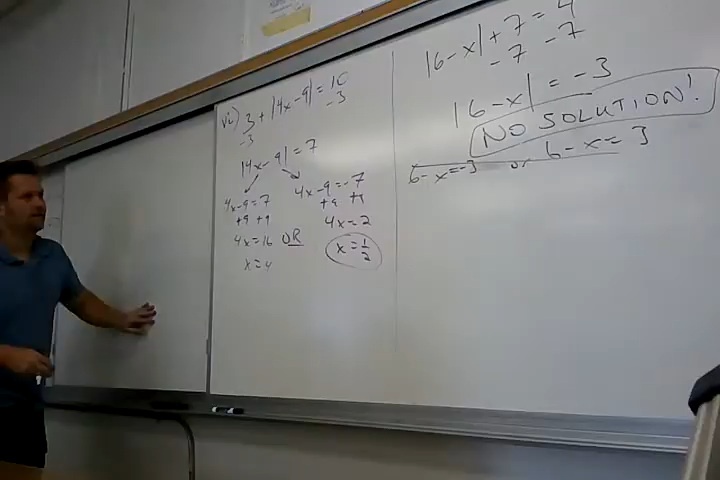 vii) 3 + |4x-9| = 10
-3 -3
|4x-9| = 7
4x-9=7 4x-9=-7
+9 +9 +9 +9
4x=16 OR 4x=2
x=4 x=1/2
|6-x| + 7 = 4
-7 -7
|6-x| = -3
NO SOLUTION!
6-x=-3 or 6-x=3